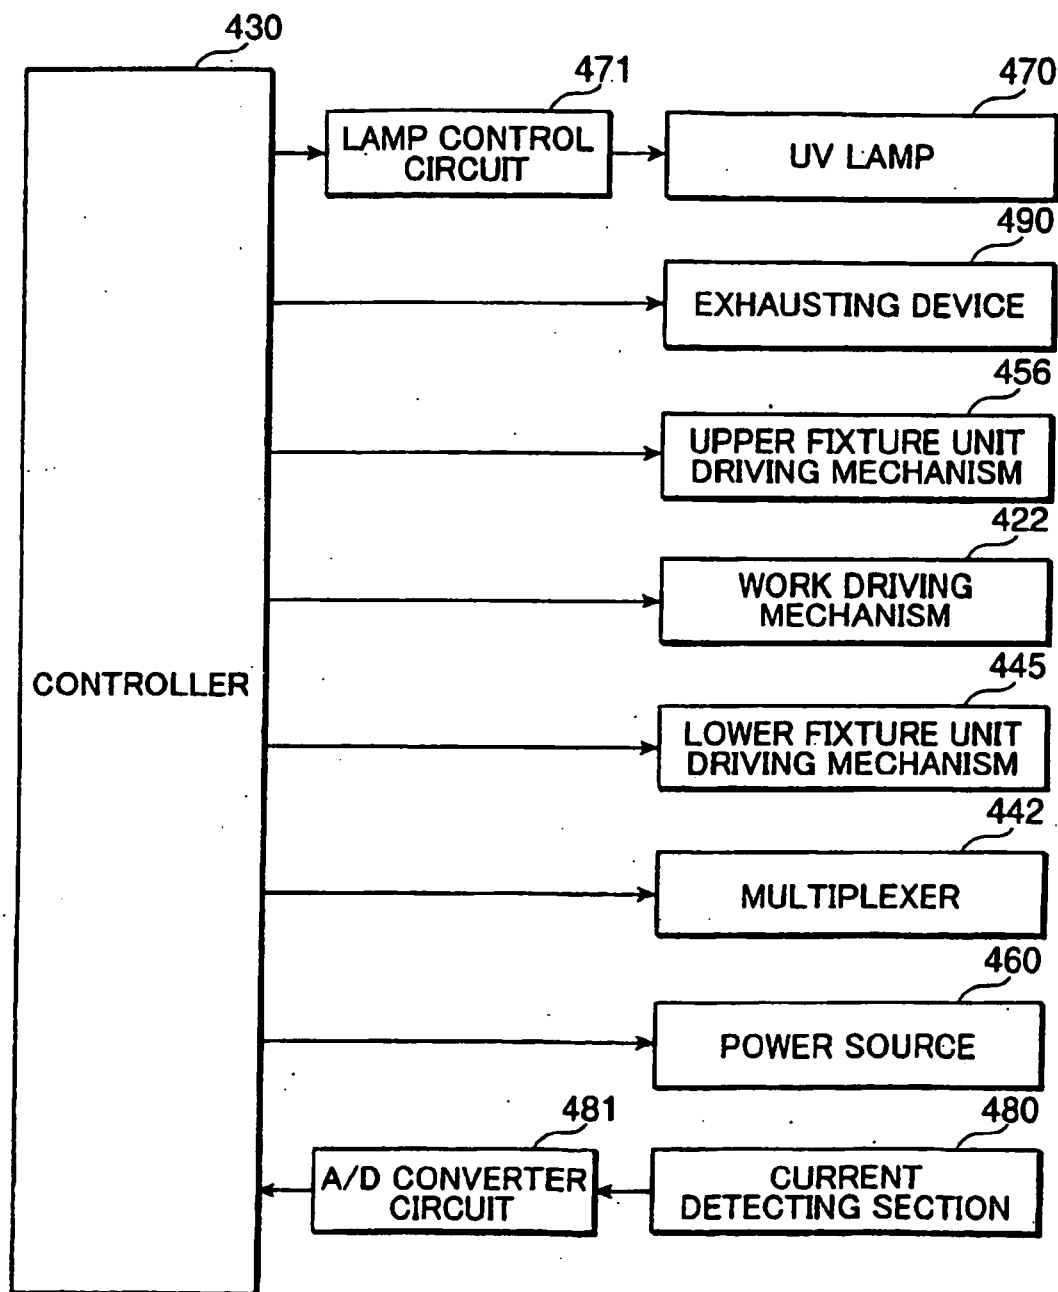 430
471
470
LAMP CONTROL
CIRCUIT
UV LAMP
490
EXHAUSTING DEVICE
456
UPPER FIXTURE UNIT
DRIVING MECHANISM
422
WORK DRIVING
MECHANISM
CONTROLLER
445
LOWER FIXTURE UNIT
DRIVING MECHANISM
442
MULTIPLEXER
460
POWER SOURCE
481
480
A/D CONVERTER
CIRCUIT
CURRENT
DETECTING SECTION